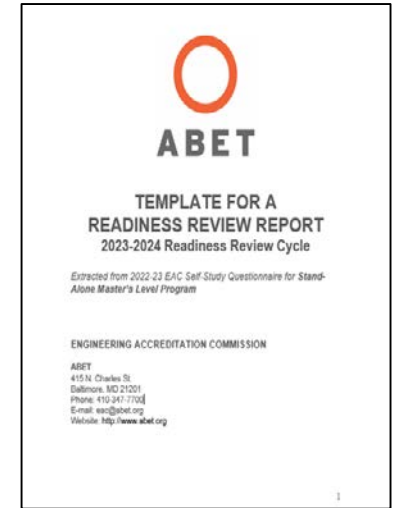 ABET
TEMPLATE FOR A
READINESS REVIEW REPORT
2023-2024 Readiness Review Cycle
Extracted from 2022-23 EAC Self-Study Questionnaire for Stand-
Alone Master's Level Program
ENGINEERING ACCREDITATION COMMISSION
ABET
415 N. Charles St.
Baltimore, MD 21201
Phone: 410-347-7700
E-mail: eac@abet.org
Website: http://www.abet.org
1